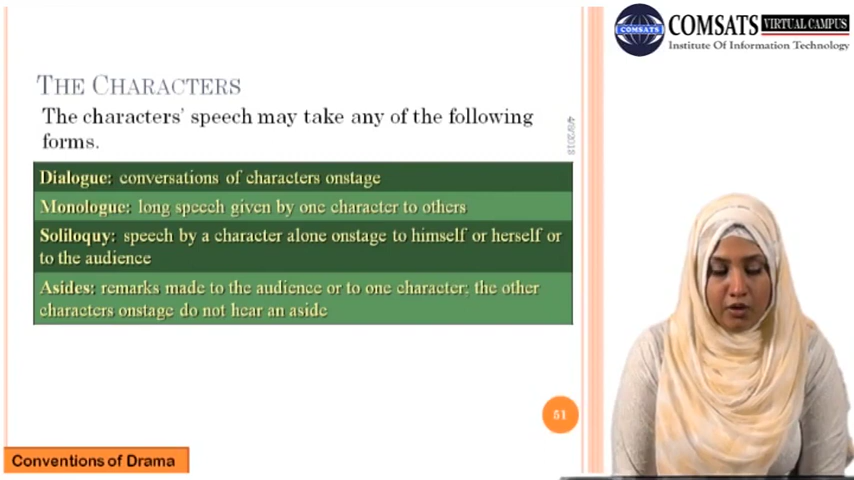 COMSATS VIRTUAL CAMPUS
COMSATS
Institute Of Information Technology
THE CHARACTERS
The characters' speech may take any of the following
forms.
4/8/2013
Dialogue: conversations of characters onstage
Monologue: long speech given by one character to others
Soliloquy: speech by a character alone onstage to himself or herself or
to the audience
Asides: remarks made to the audience or to one character; the other
characters onstage do not hear an aside
51
Conventions of Drama